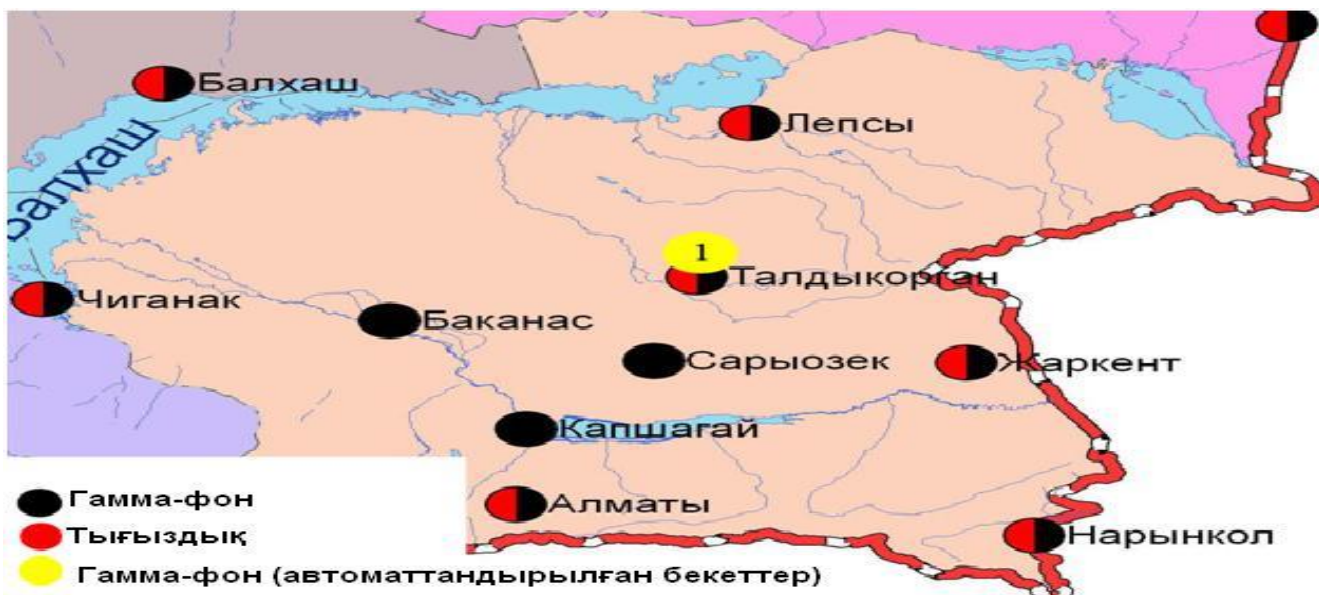 Балхаш
Лепсы
Балхаш
1
Талдыкорган
Чиганак
Баканас
Сарыозек
Жаркент
Капшагай
Гамма-фон
Алматы
Тығыздық
Нарынкол
Гамма-фон (автоматтандырылған бекеттер)